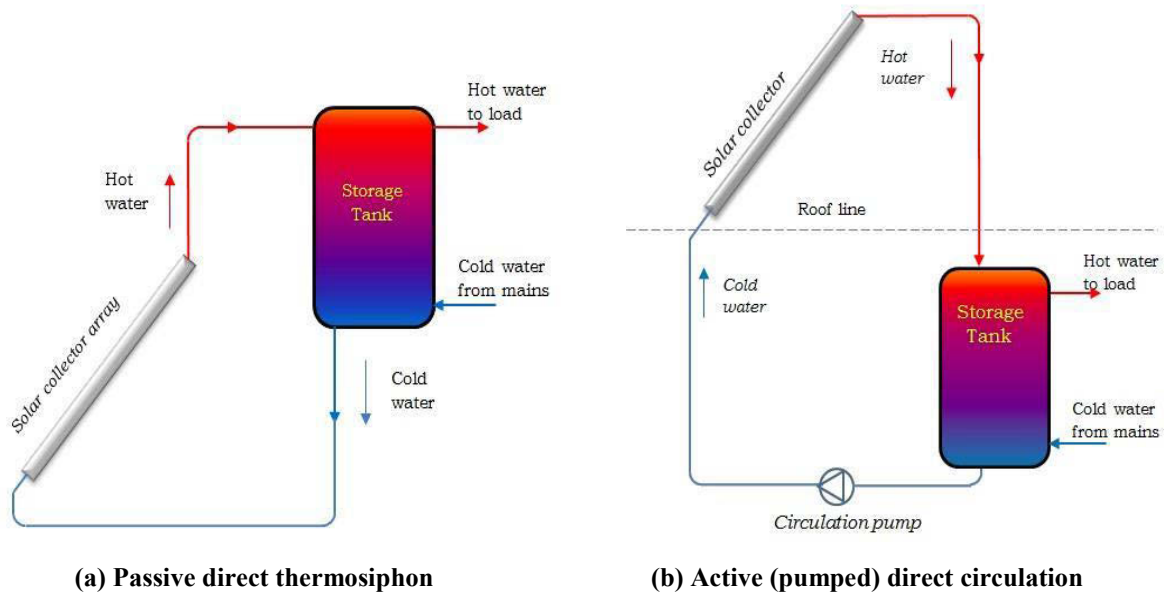 Hot water
to load
Storage
Tank
Hot
water
Cold water
from mains
Solar collector array
Cold
water
(a) Passive direct thermosiphon
Hot
water
Solar collector
Roof line
Cold
water
Hot water
to load
Storage
Tank
Cold water
from mains
Circulation pump
(b) Active (pumped) direct circulation